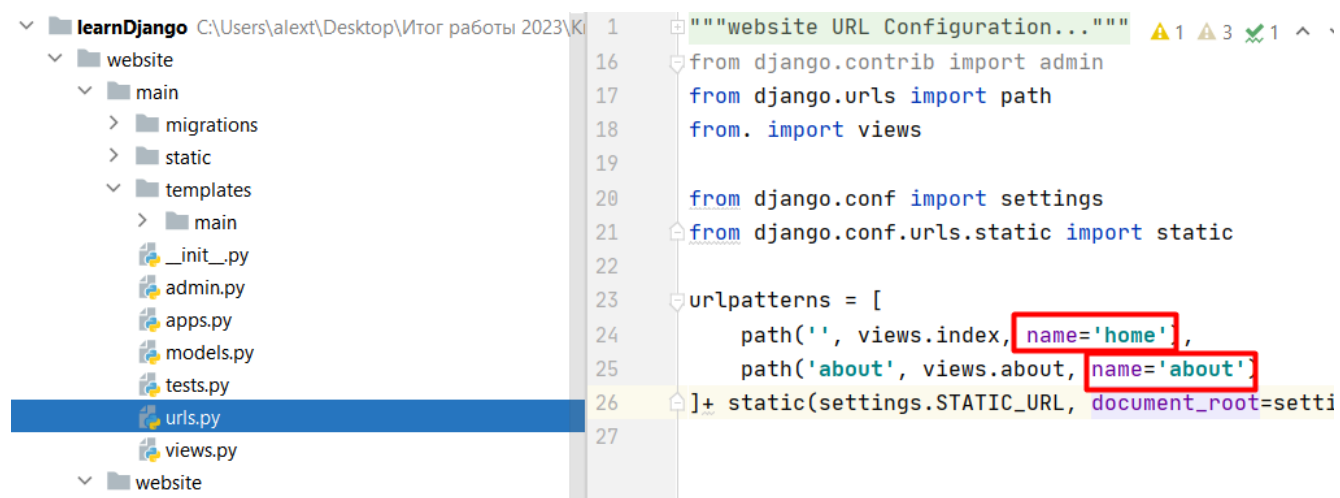 learnDjango C:\Users\alext\Desktop\Итог работы 2023\
website
main
migrations
static
templates
main
__init__.py
admin.py
apps.py
models.py
tests.py
urls.py
views.py
website
1 """website URL Configuration...""" 1 3 1
16 from django.contrib import admin
17 from django.urls import path
18 from. import views
19
20 from django.conf import settings
21 from django.conf.urls.static import static
22
23 urlpatterns = [
24 path('', views.index, name='home'),
25 path('about', views.about, name='about')
26 ]+ static(settings.STATIC_URL, document_root=setti
27